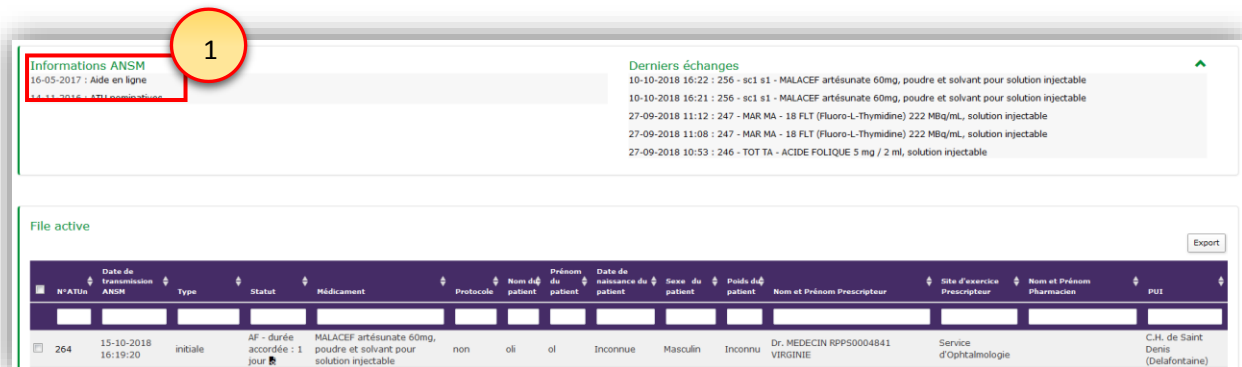 1
Informations ANSM
16-05-2017 : Aide en ligne
14-11-2016 : ATU nominatives
Derniers échanges
10-10-2018 16:22 : 256 - sc1 s1 - MALACEF artésunate 60mg, poudre et solvant pour solution injectable
10-10-2018 16:21 : 256 - sc1 s1 - MALACEF artésunate 60mg, poudre et solvant pour solution injectable
27-09-2018 11:12 : 247 - MAR MA - 18 FLT (Fluoro-L-Thymidine) 222 MBq/mL, solution injectable
27-09-2018 11:08 : 247 - MAR MA - 18 FLT (Fluoro-L-Thymidine) 222 MBq/mL, solution injectable
27-09-2018 10:53 : 246 - TOT TA - ACIDE FOLIQUE 5 mg / 2 ml, solution injectable
File active
Export
N°ATUn
Date de
transmission
ANSM
Type
Statut
Médicament
Protocole
Nom du
patient
Prénom
du
patient
Date de
naissance du
patient
Sexe du
patient
Poids du
patient
Nom et Prénom Prescripteur
Site d'exercice
Prescripteur
Nom et Prénom
Pharmacien
PUI
264
15-10-2018
16:19:20
initiale
AF - durée
accordée : 1
jour
MALACEF artésunate 60mg,
poudre et solvant pour
solution injectable
non
oli
ol
Inconnue
Masculin
Inconnu
Dr. MEDECIN RPPS0004841
VIRGINIE
Service
d'Ophtalmologie
C.H. de Saint
Denis
(Delafontaine)